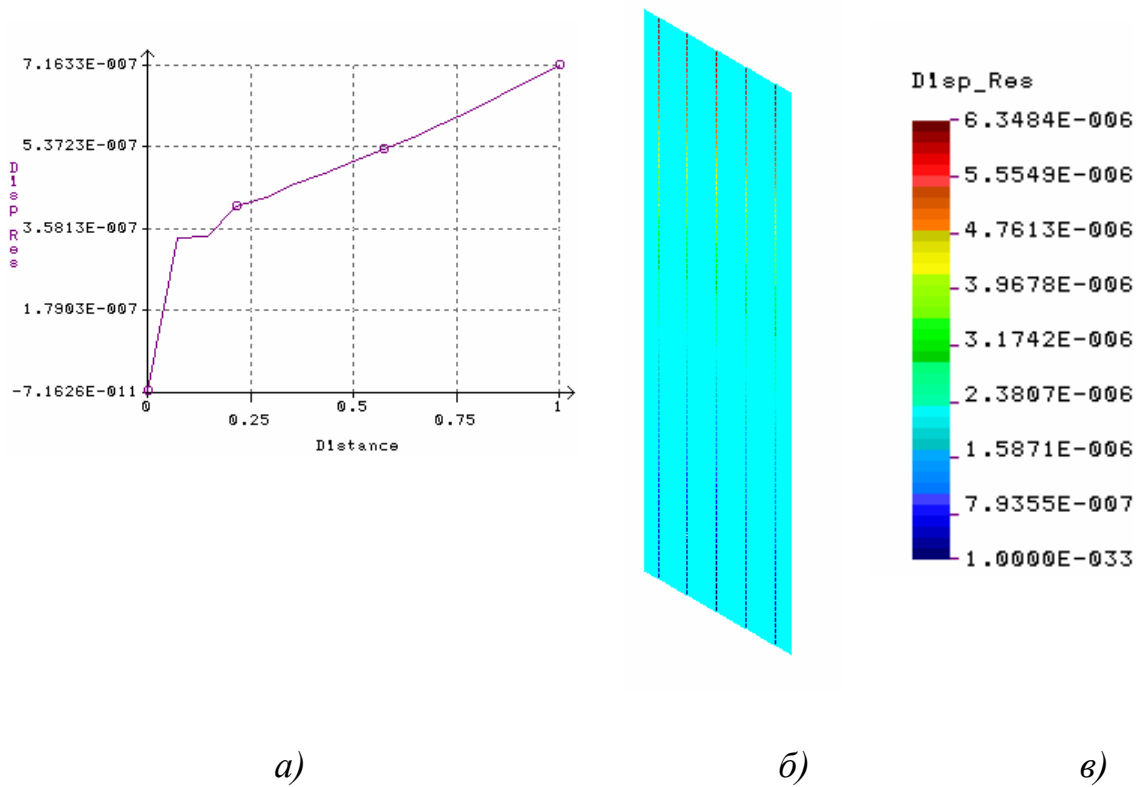 7.1633E-007
5.3723E-007
3.5813E-007
1.7903E-007
-7.1626E-011
Disp Res
0
0.25
0.5
0.75
1
Distance
Disp_Res
6.3484E-006
5.5549E-006
4.7613E-006
3.9678E-006
3.1742E-006
2.3807E-006
1.5871E-006
7.9355E-007
1.0000E-033
а)
б)
в)